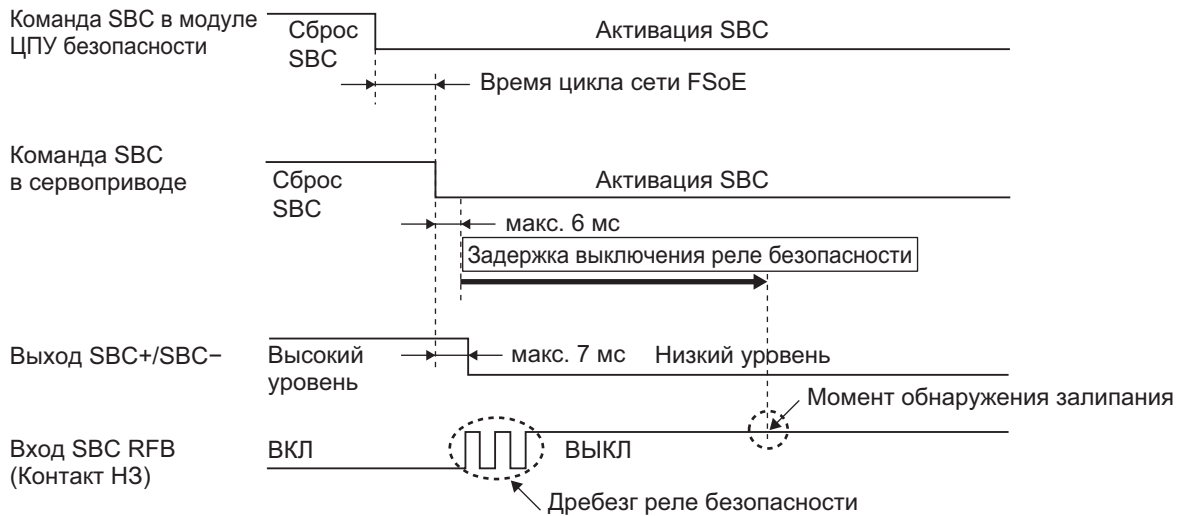 Команда SBC в модуле
ЦПУ безопасности
Сброс
SBC
Активация SBC
Время цикла сети FSoE
Команда SBC
в сервоприводе
Сброс
SBC
Активация SBC
макс. 6 мс
Задержка выключения реле безопасности
Выход SBC+/SBC−
Высокий
уровень
макс. 7 мс
Низкий уровень
Момент обнаружения залипания
Вход SBC RFB
(Контакт НЗ)
ВКЛ
ВЫКЛ
Дребезг реле безопасности